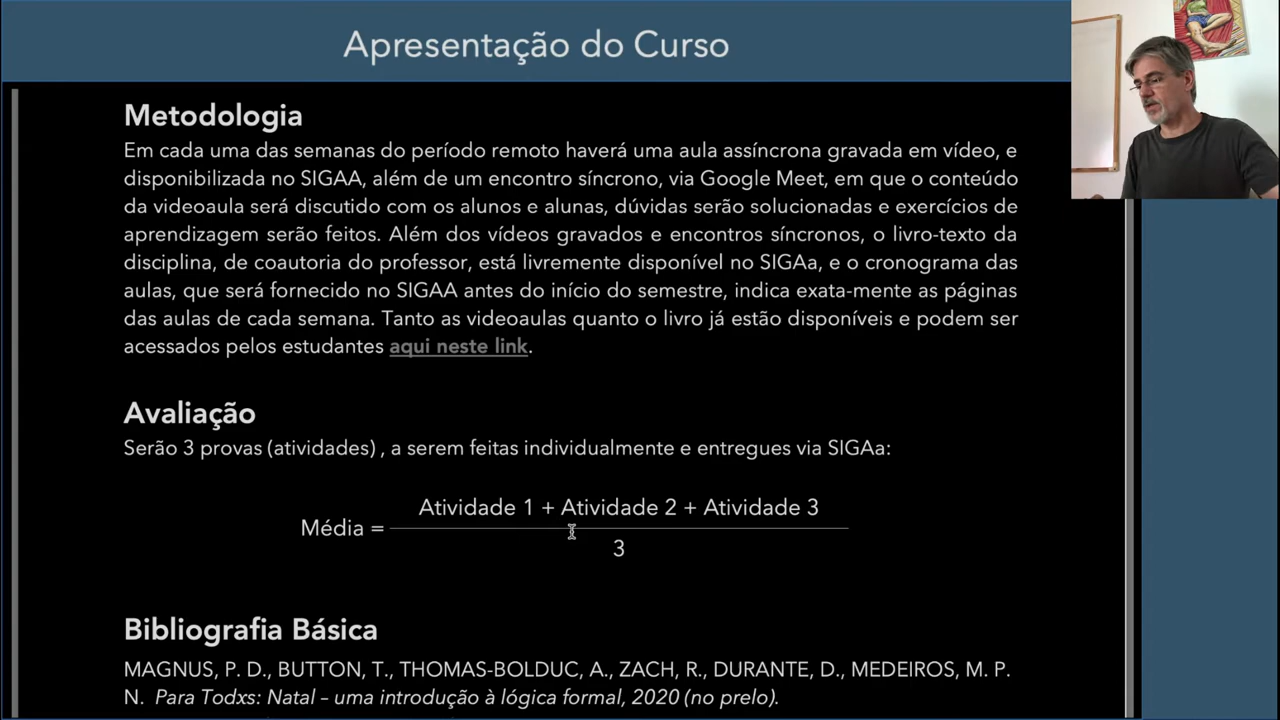 Apresentação do Curso
Metodologia
Em cada uma das semanas do período remoto haverá uma aula assíncrona gravada em vídeo, e
disponibilizada no SIGAA, além de um encontro síncrono, via Google Meet, em que o conteúdo
da videoaula será discutido com os alunos e alunas, dúvidas serão solucionadas e exercícios de
aprendizagem serão feitos. Além dos vídeos gravados e encontros síncronos, o livro-texto da
disciplina, de coautoria do professor, está livremente disponível no SIGAa, e o cronograma das
aulas, que será fornecido no SIGAA antes do início do semestre, indica exata-mente as páginas
das aulas de cada semana. Tanto as videoaulas quanto o livro já estão disponíveis e podem ser
acessados pelos estudantes aqui neste link.
Avaliação
Serão 3 provas (atividades) , a serem feitas individualmente e entregues via SIGAa:
Atividade 1 + Atividade 2 + Atividade 3
Média =
3
Bibliografia Básica
MAGNUS, P. D., BUTTON, T., THOMAS-BOLDUC, A., ZACH, R., DURANTE, D., MEDEIROS, M. P.
N. Para Todxs: Natal – uma introdução à lógica formal, 2020 (no prelo).